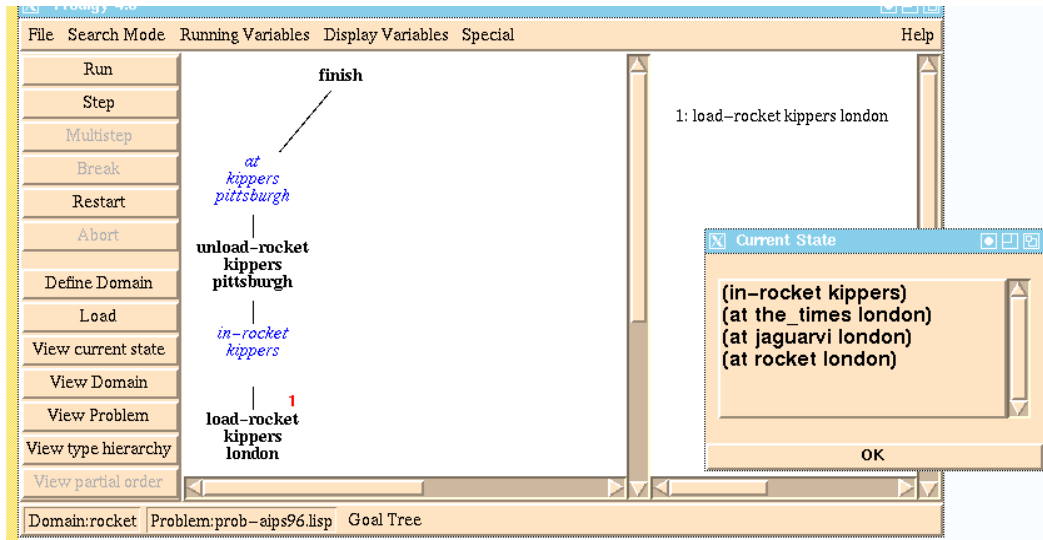 Prodigy 4.0
File Search Mode Running Variables Display Variables Special Help
Run
Step
Multistep
Break
Restart
Abort
Define Domain
Load
View current state
View Domain
View Problem
View type hierarchy
View partial order
finish
at
kippers
pittsburgh
unload-rocket
kippers
pittsburgh
in-rocket
kippers
1
load-rocket
kippers
london
1: load-rocket kippers london
Current State
(in-rocket kippers)
(at the_times london)
(at jaguarvi london)
(at rocket london)
OK
Domain:rocket Problem:prob-aips96.lisp Goal Tree